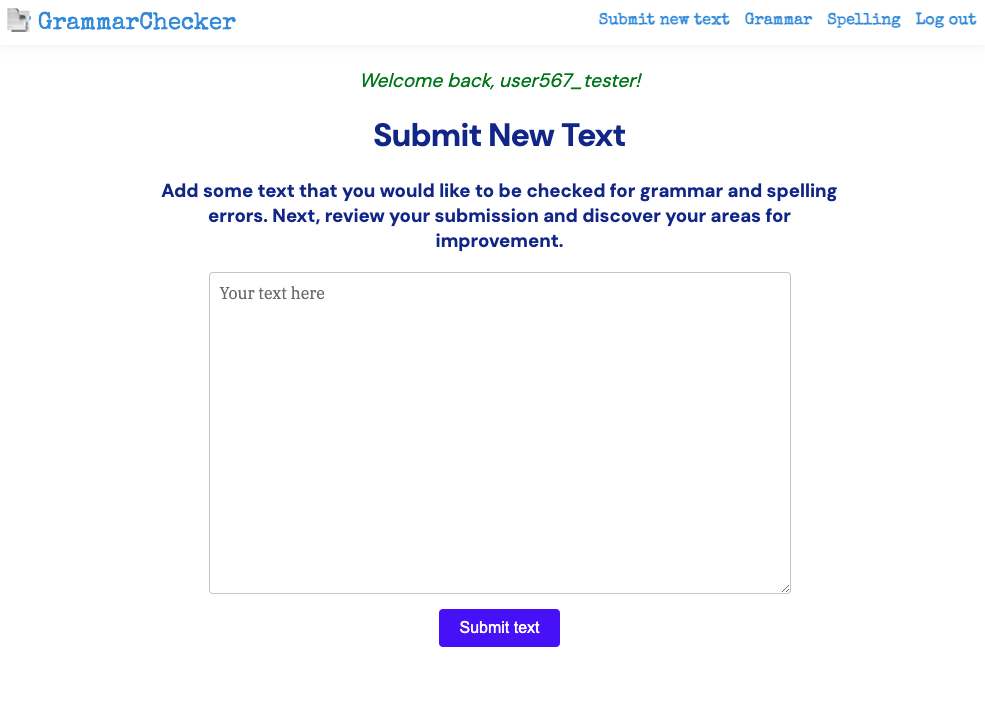 GrammarChecker
Submit new text Grammar Spelling Log out
Welcome back, user567_tester!
Submit New Text
Add some text that you would like to be checked for grammar and spelling
errors. Next, review your submission and discover your areas for
improvement.
Your text here
Submit text